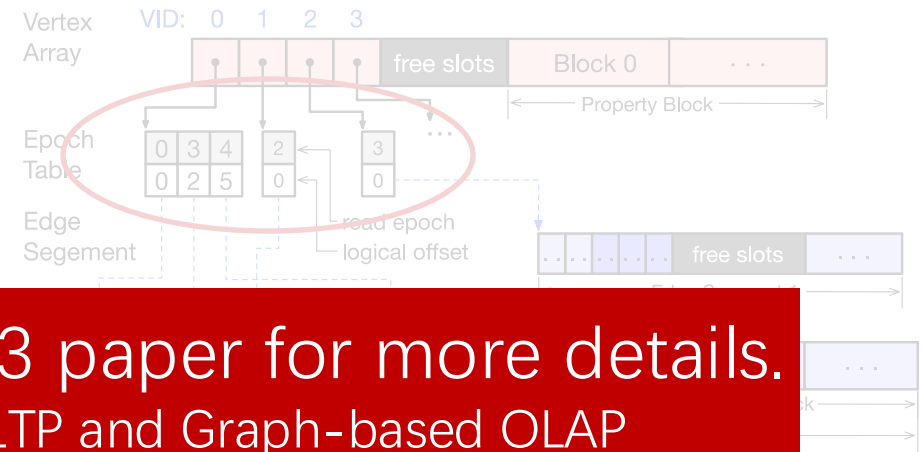 Vertex VID: 0 1 2 3
Array free slots Block 0 ...
Property Block
...
Epoch 0 3 4 2 3
Table 0 2 5 0 0
Edge read epoch
Segement logical offset
.. .. .. .. .. free slots ...
3 paper for more details.
...
LTP and Graph-based OLAP